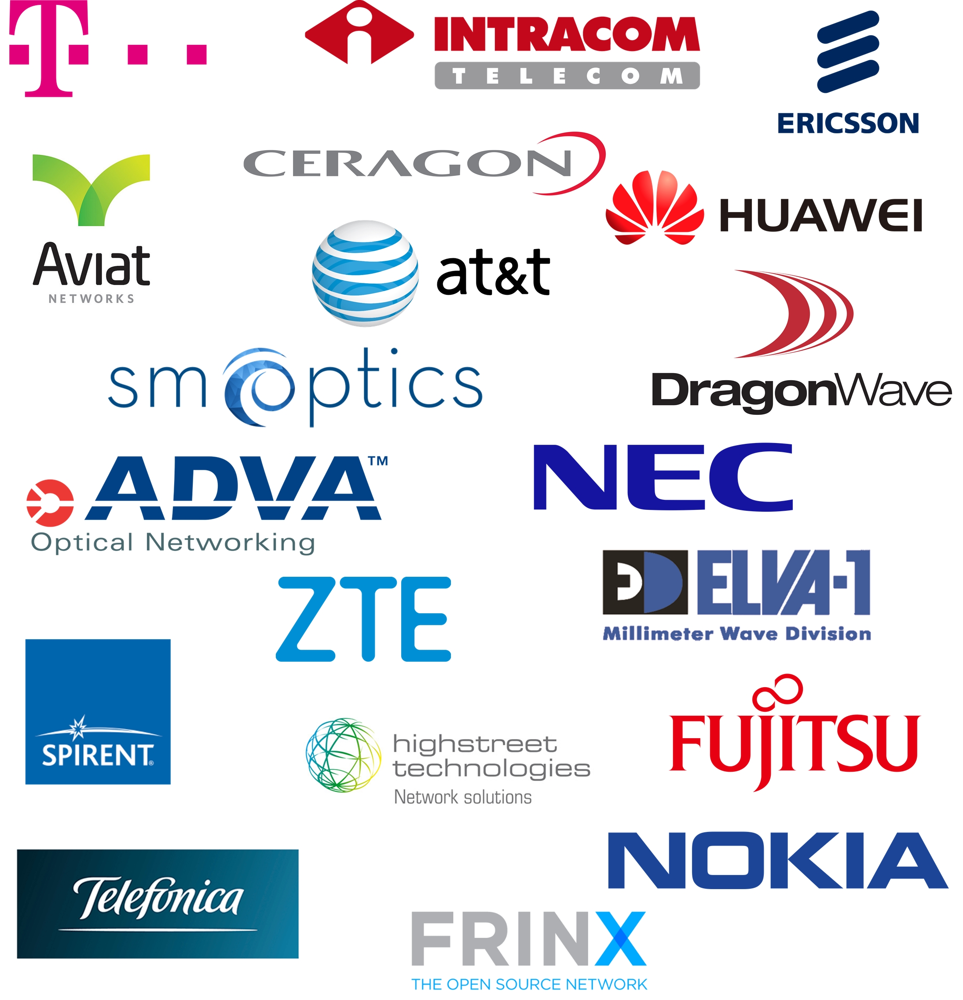 T
INTRACOM
TELECOM
ERICSSON
CERAGON
HUAWEI
Aviat
NETWORKS
at&t
smoptics
DragonWave
ADVA™
Optical Networking
NEC
ELVA-1
Millimeter Wave Division
ZTE
SPIRENT®
highstreet
technologies
Network solutions
FUJITSU
NOKIA
Telefónica
FRINX
THE OPEN SOURCE NETWORK